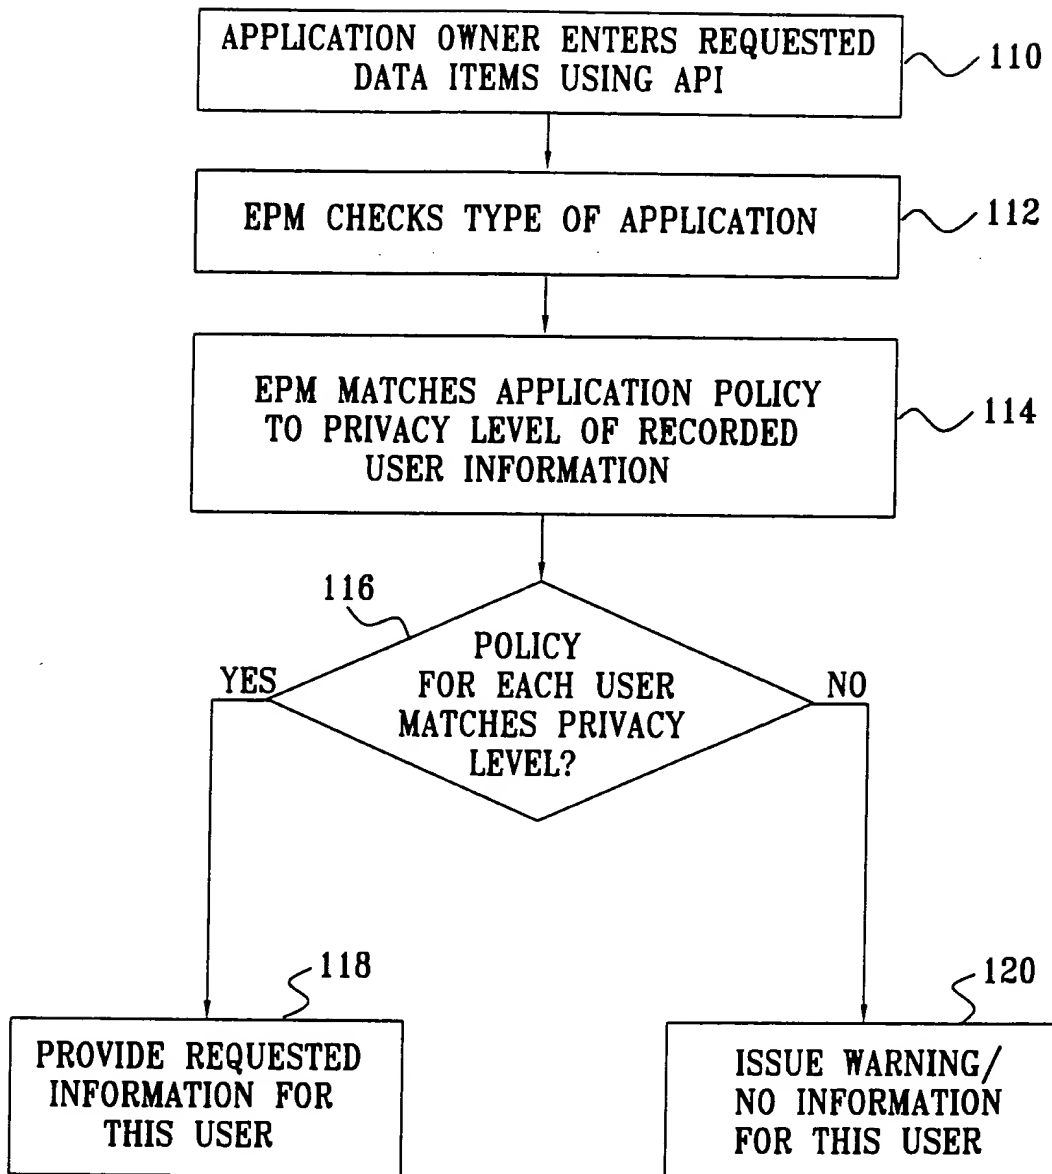 APPLICATION OWNER ENTERS REQUESTED
DATA ITEMS USING API
110
EPM CHECKS TYPE OF APPLICATION
112
EPM MATCHES APPLICATION POLICY
TO PRIVACY LEVEL OF RECORDED
USER INFORMATION
114
116
POLICY
FOR EACH USER
MATCHES PRIVACY
LEVEL?
YES
NO
118
PROVIDE REQUESTED
INFORMATION FOR
THIS USER
120
ISSUE WARNING/
NO INFORMATION
FOR THIS USER